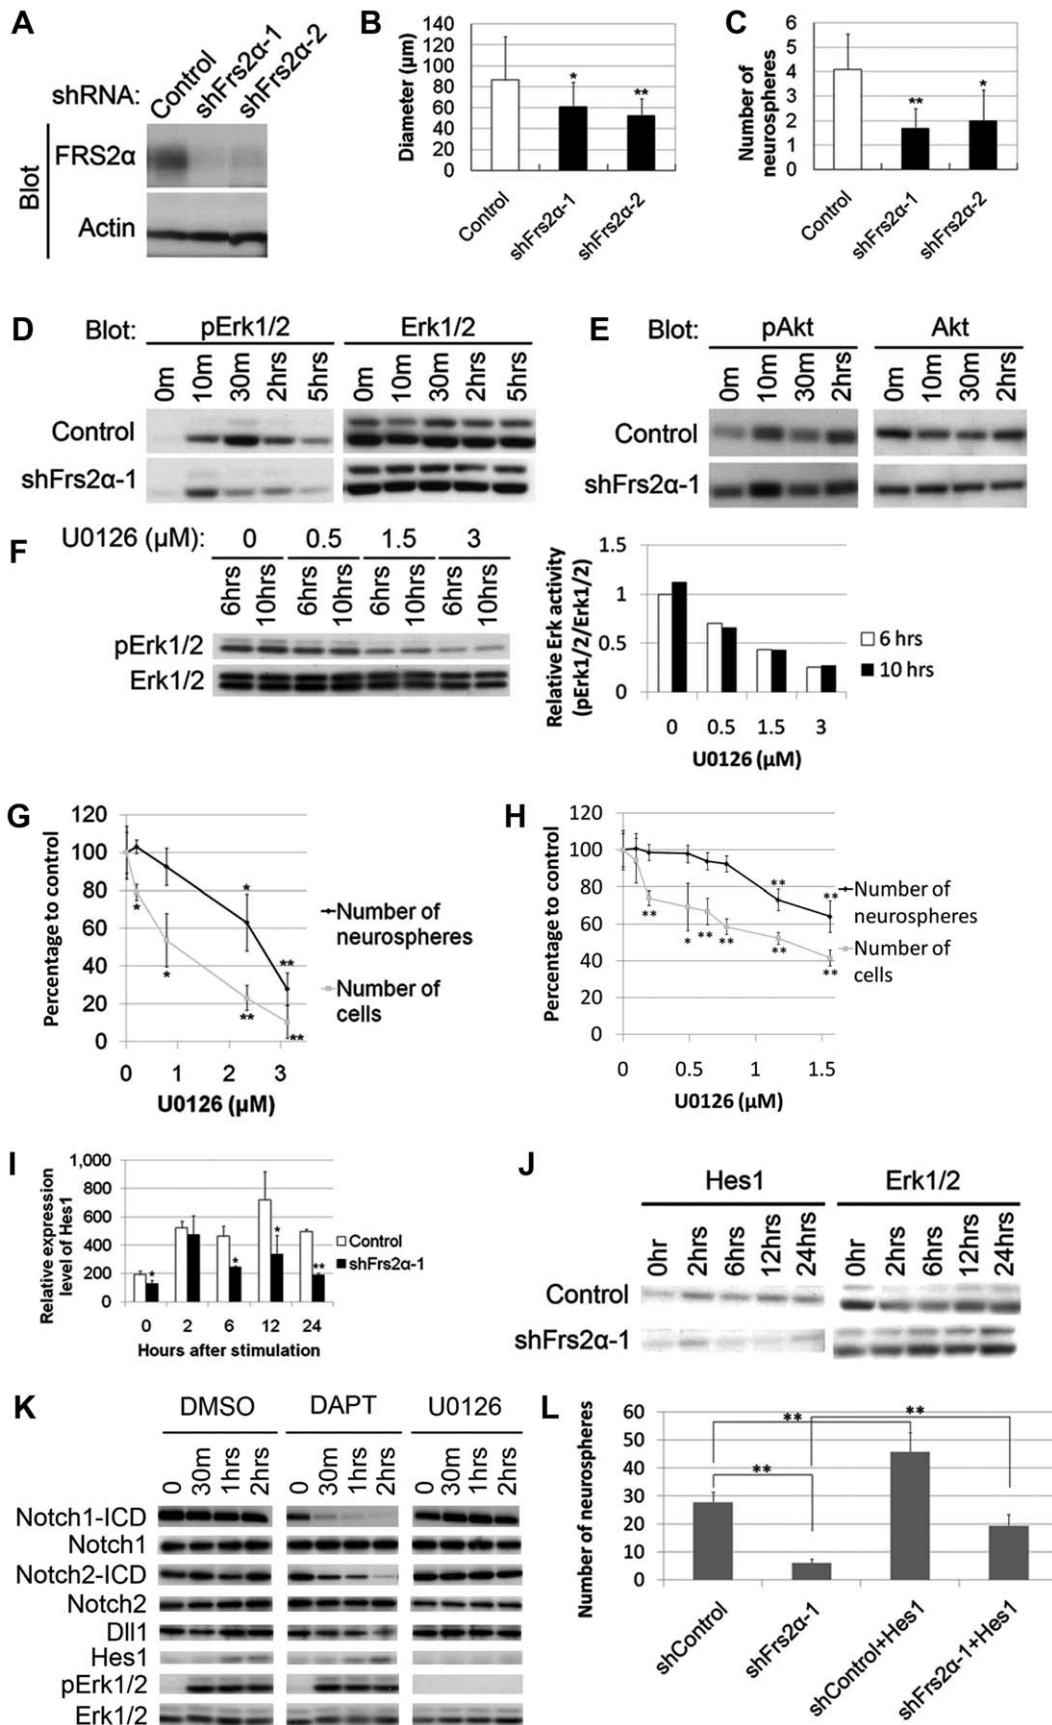 A
shRNA:
Control
shFrs2α-1
shFrs2α-2
Blot
FRS2α
Actin
B
Diameter (µm)
140
120
100
80
60
40
20
0
*
**
Control
shFrs2α-1
shFrs2α-2
C
Number of
neurospheres
6
5
4
3
2
1
0
**
*
Control
shFrs2α-1
shFrs2α-2
D
Blot: pErk1/2 Erk1/2
0m 10m 30m 2hrs 5hrs 0m 10m 30m 2hrs 5hrs
Control
shFrs2α-1
E
Blot: pAkt Akt
0m 10m 30m 2hrs 0m 10m 30m 2hrs
Control
shFrs2α-1
F
U0126 (µM): 0 0.5 1.5 3
6hrs 10hrs 6hrs 10hrs 6hrs 10hrs 6hrs 10hrs
pErk1/2
Erk1/2
Relative Erk activity
(pErk1/2/Erk1/2)
1.5
1
0.5
0
0 0.5 1.5 3
U0126 (µM)
6 hrs
10 hrs
G
Percentage to control
120
100
80
60
40
20
0
*
*
*
**
**
**
0 1 2 3
U0126 (µM)
Number of
neurospheres
Number of
cells
H
Percentage to control
120
100
80
60
40
20
0
**
**
**
*
**
**
**
**
0 0.5 1 1.5
U0126 (µM)
Number of
neurospheres
Number of
cells
I
Relative expression
level of Hes1
1,000
800
600
400
200
0
*
*
*
**
0 2 6 12 24
Hours after stimulation
Control
shFrs2α-1
J
Hes1 Erk1/2
0hr 2hrs 6hrs 12hrs 24hrs 0hr 2hrs 6hrs 12hrs 24hrs
Control
shFrs2α-1
K
DMSO DAPT U0126
0 30m 1hrs 2hrs 0 30m 1hrs 2hrs 0 30m 1hrs 2hrs
Notch1-ICD
Notch1
Notch2-ICD
Notch2
Dll1
Hes1
pErk1/2
Erk1/2
L
Number of neurospheres
60
50
40
30
20
10
0
**
**
**
shControl
shFrs2α-1
shControl+Hes1
shFrs2α-1+Hes1